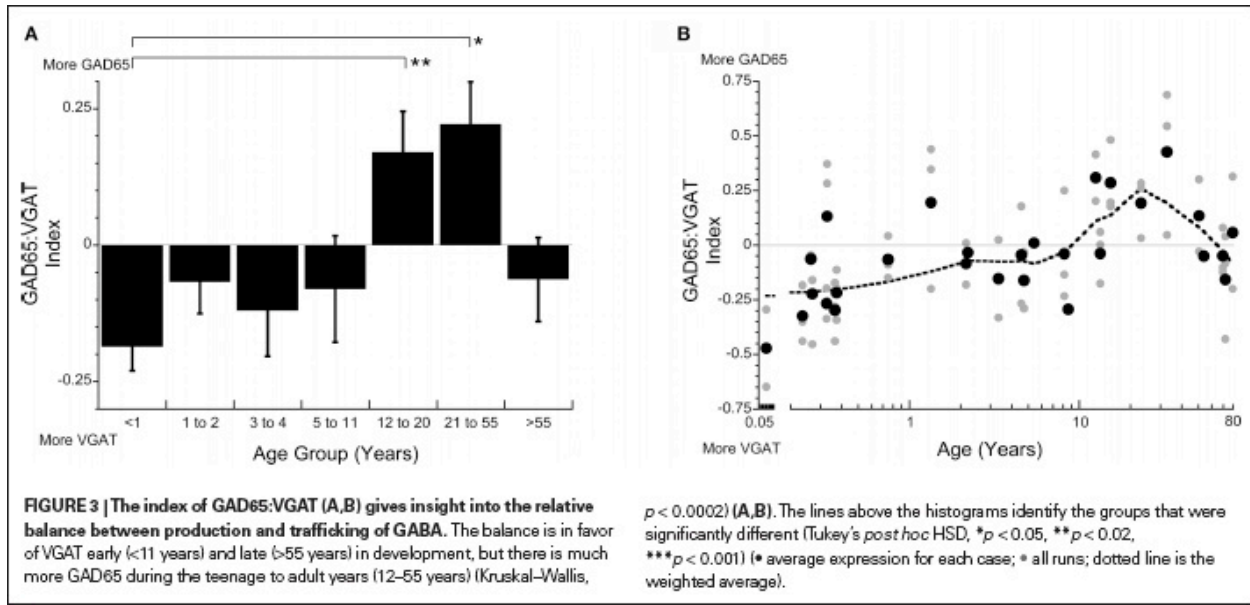 A
More GAD65
*
**
0.25
0
-0.25
GAD65:VGAT
Index
<1 1 to 2 3 to 4 5 to 11 12 to 20 21 to 55 >55
More VGAT
Age Group (Years)
B
More GAD65
0.75
0.5
0.25
0
-0.25
-0.5
-0.75
GAD65:VGAT
Index
0.05 1 10 80
More VGAT
Age (Years)
FIGURE 3 | The index of GAD65:VGAT (A,B) gives insight into the relative
balance between production and trafficking of GABA. The balance is in favor
of VGAT early (<11 years) and late (>55 years) in development, but there is much
more GAD65 during the teenage to adult years (12–55 years) (Kruskal–Wallis,
p < 0.0002) (A,B). The lines above the histograms identify the groups that were
significantly different (Tukey's post hoc HSD, *p < 0.05, **p < 0.02,
***p < 0.001) (• average expression for each case; • all runs; dotted line is the
weighted average).